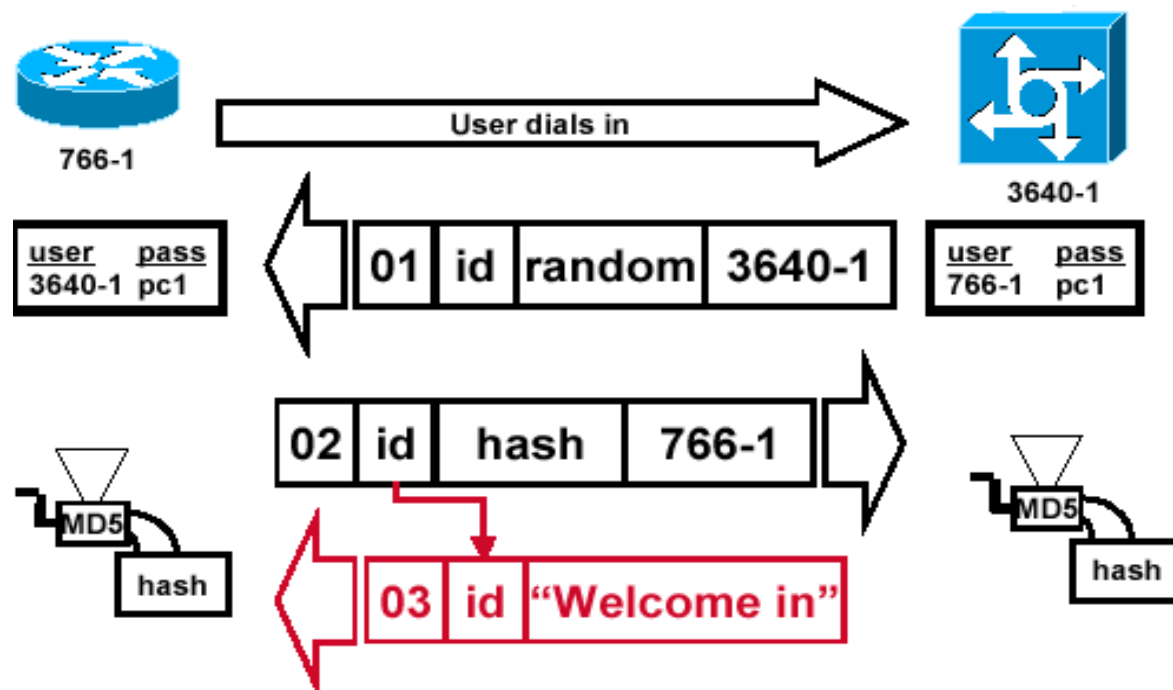 User dials in
766-1
3640-1
user pass
3640-1 pc1
01 id random 3640-1
user pass
766-1 pc1
02 id hash 766-1
MD5
hash
MD5
hash
03 id “Welcome in”